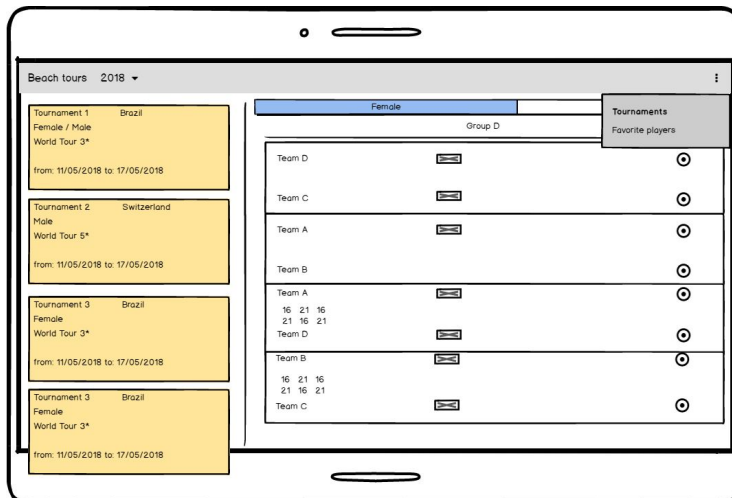 Beach tours 2018
Tournament 1 Brazil
Female / Male
World Tour 3*
from: 11/05/2018 to: 17/05/2018
Tournament 2 Switzerland
Male
World Tour 5*
from: 11/05/2018 to: 17/05/2018
Tournament 3 Brazil
Female
World Tour 3*
from: 11/05/2018 to: 17/05/2018
Tournament 3 Brazil
Female
World Tour 3*
from: 11/05/2018 to: 17/05/2018
Female
Group D
Tournaments
Favorite players
Team D
Team C
Team A
Team B
Team A
16 21 16
21 16 21
Team D
Team B
16 21 16
21 16 21
Team C